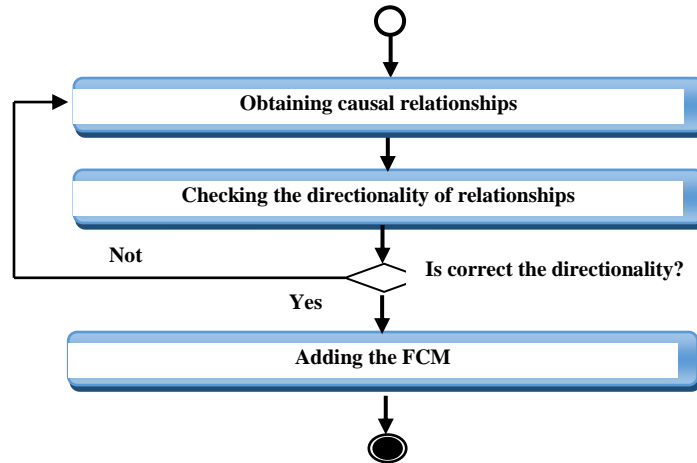 Obtaining causal relationships
Checking the directionality of relationships
Not
Is correct the directionality?
Yes
Adding the FCM